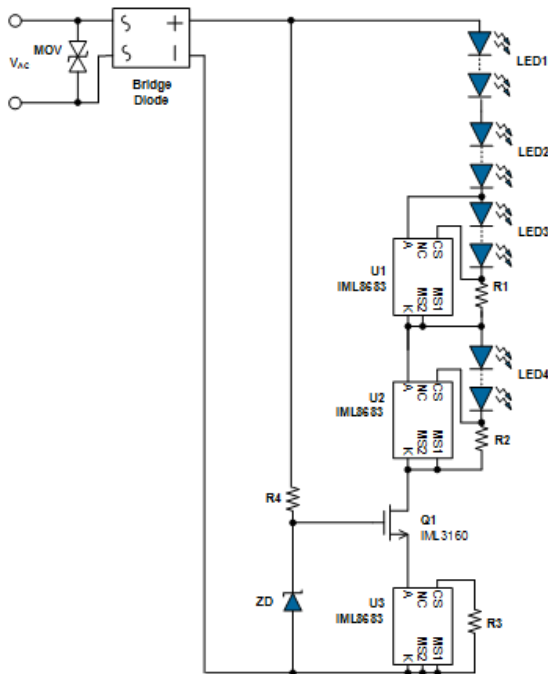 MOV
VAC
S
S
+
−
Bridge
Diode
LED1
LED2
LED3
A
NC
CS
U1
IML8683
K
MS2
MS1
R1
LED4
A
NC
CS
U2
IML8683
K
MS2
MS1
R2
R4
Q1
IML3160
ZD
A
NC
CS
U3
IML8683
K
MS2
MS1
R3